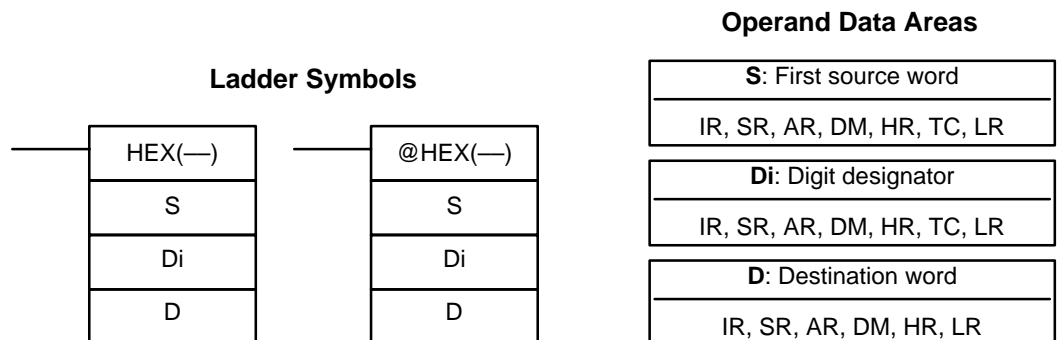 Operand Data Areas
Ladder Symbols
HEX(—)
S
Di
D
@HEX(—)
S
Di
D
S: First source word
IR, SR, AR, DM, HR, TC, LR
Di: Digit designator
IR, SR, AR, DM, HR, TC, LR
D: Destination word
IR, SR, AR, DM, HR, LR